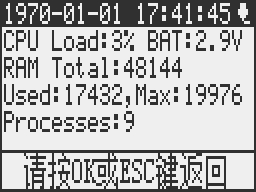 1970-01-01 17:41:45
CPU Load:3% BAT:2.9V
RAM Total:48144
Used:17432,Max:19976
Processes:9
请按OK或ESC键返回